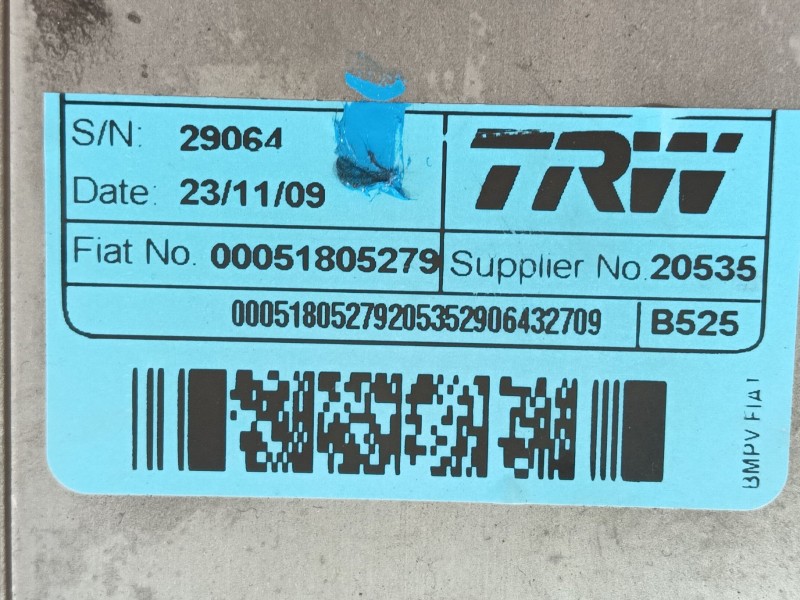 S/N: 29064
TRW
Date: 23/11/09
Fiat No. 00051805279
Supplier No. 20535
00051805279205352906432709
B525
BMPV FIAT